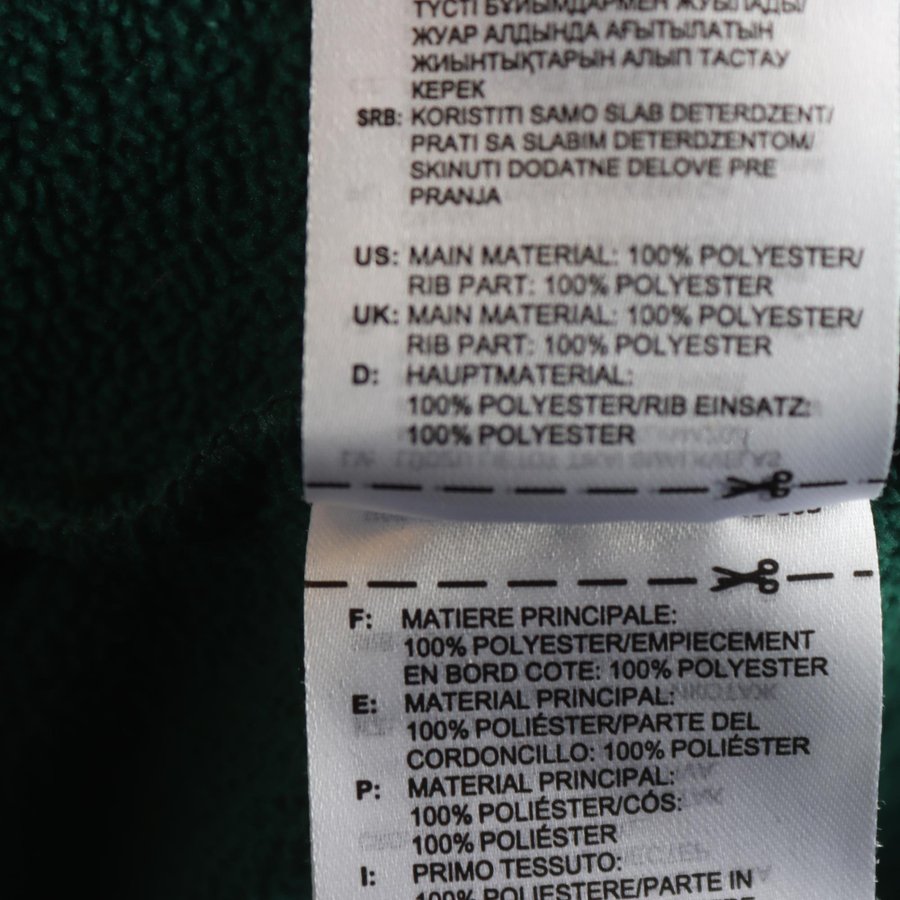 ТҮСТІ БҰЙЫМДАРМЕН ЖУЫЛАДЫ/
ЖУАР АЛДЫНДА АҒЫТЫЛАТЫН
ЖИЫНТЫҚТАРЫН АЛЫП ТАСТАУ
КЕРЕК
SRB: KORISTITI SAMO SLAB DETERDZENT/
PRATI SA SLABIM DETERDZENTOM/
SKINUTI DODATNE DELOVE PRE
PRANJA
US: MAIN MATERIAL: 100% POLYESTER/
RIB PART: 100% POLYESTER
UK: MAIN MATERIAL: 100% POLYESTER/
RIB PART: 100% POLYESTER
D: HAUPTMATERIAL:
100% POLYESTER/RIB EINSATZ:
100% POLYESTER
F: MATIERE PRINCIPALE:
100% POLYESTER/EMPIECEMENT
EN BORD COTE: 100% POLYESTER
E: MATERIAL PRINCIPAL:
100% POLIÉSTER/PARTE DEL
CORDONCILLO: 100% POLIÉSTER
P: MATERIAL PRINCIPAL:
100% POLIÉSTER/CÓS:
100% POLIÉSTER
I: PRIMO TESSUTO:
100% POLIESTERE/PARTE IN